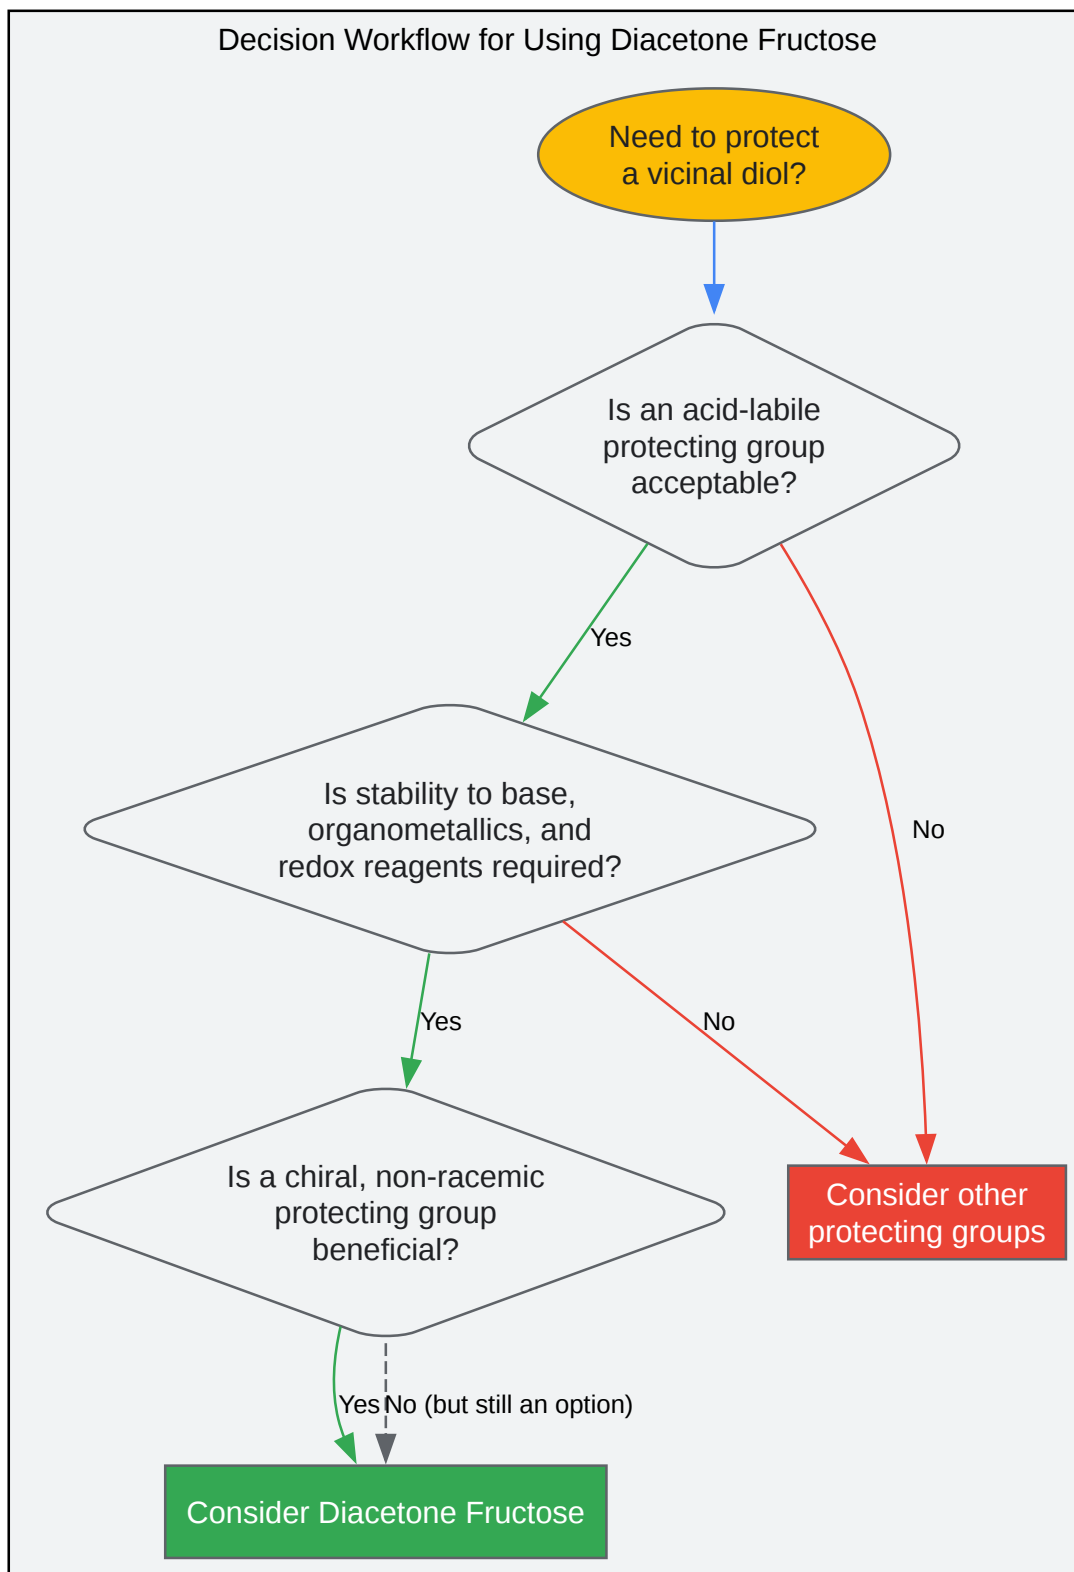 Decision Workflow for Using Diacetone Fructose
Need to protect
a vicinal diol?
Is an acid-labile
protecting group
acceptable?
Yes
No
Is stability to base,
organometallics, and
redox reagents required?
Yes
No
Is a chiral, non-racemic
protecting group
beneficial?
Consider other
protecting groups
Yes
No (but still an option)
Consider Diacetone Fructose